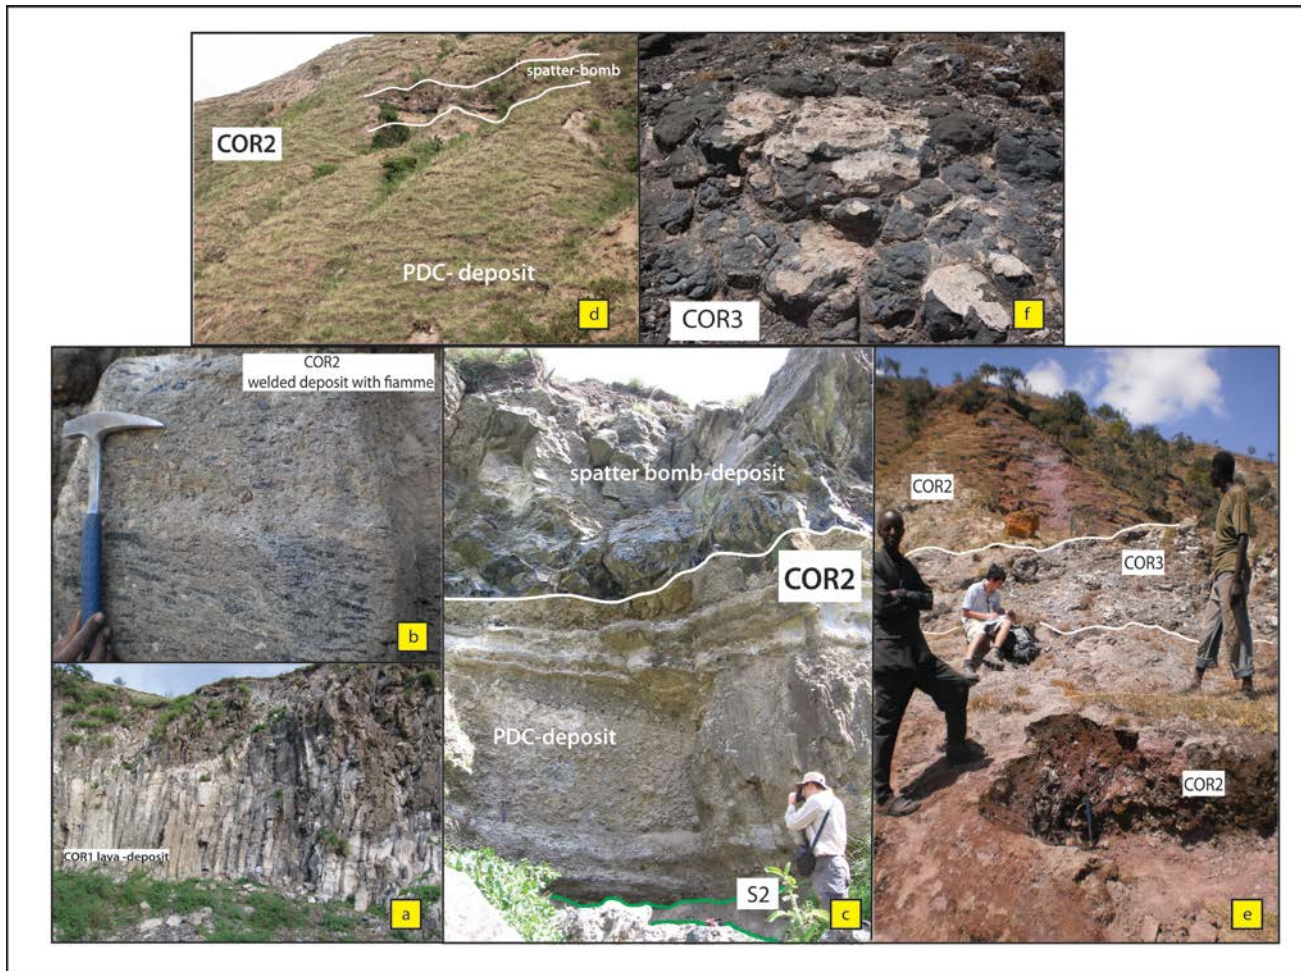 spatter-bomb
COR2
PDC- deposit
d
COR3
f
COR2
welded deposit with fiamme
b
COR1 lava -deposit
a
spatter bomb-deposit
COR2
PDC-deposit
S2
c
COR2
COR3
COR2
e